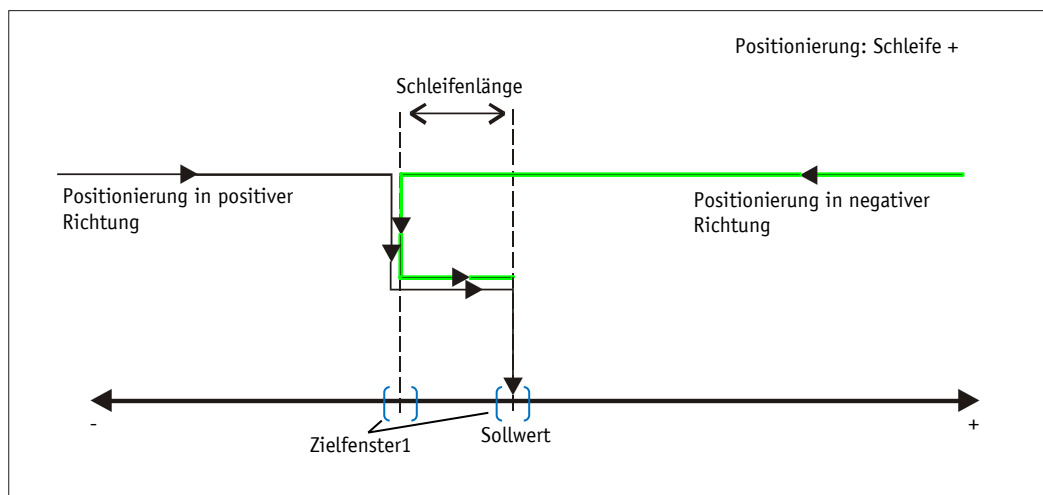 Positionierung: Schleife +
Schleifenlänge
Positionierung in positiver
Richtung
Positionierung in negativer
Richtung
-
+
Zielfenster1
Sollwert